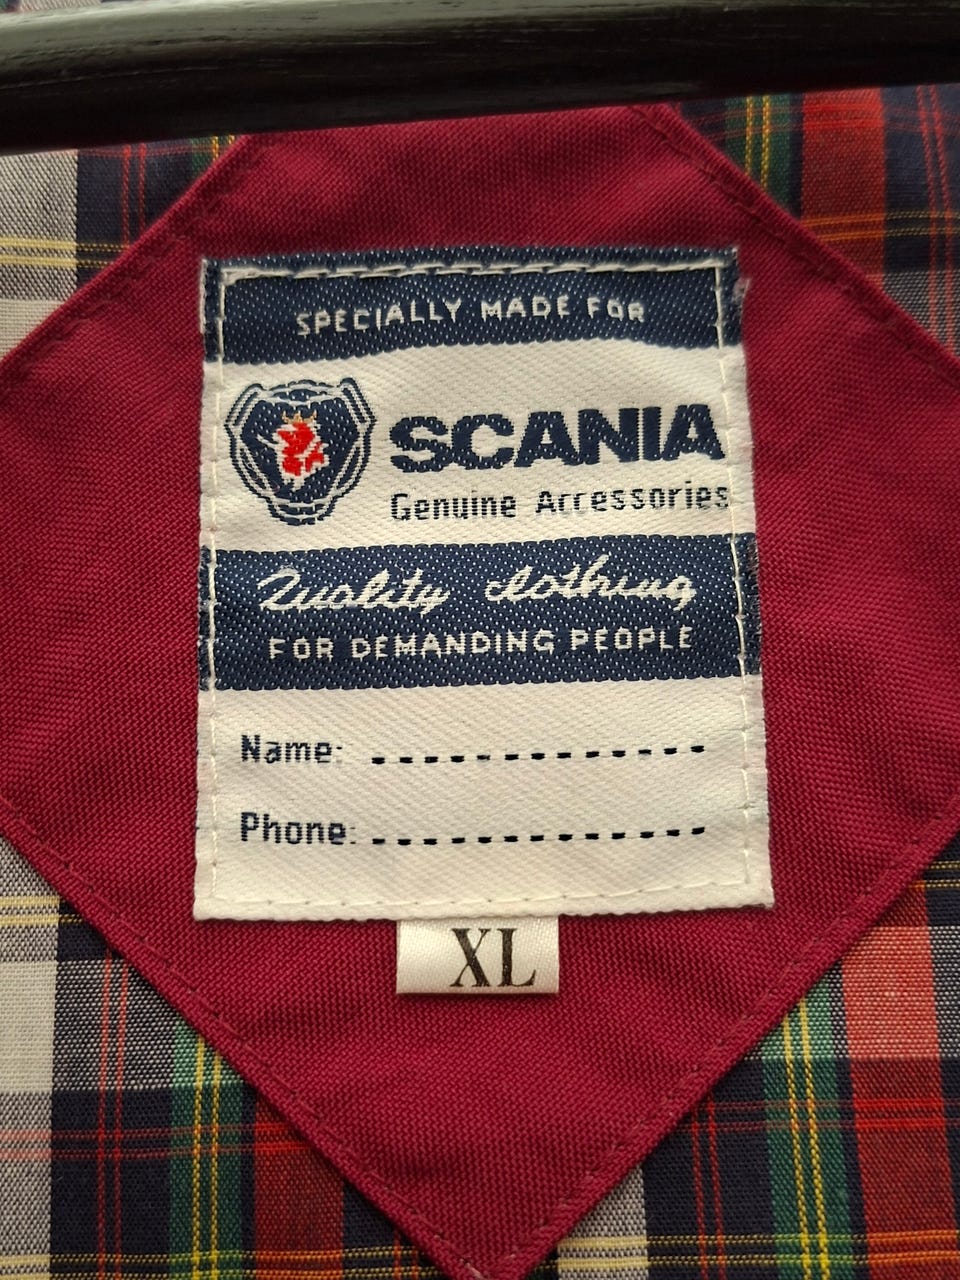 SPECIALLY MADE FOR
SCANIA
Genuine Accessories
Quality clothing
FOR DEMANDING PEOPLE
Name: .............
Phone: .............
XL